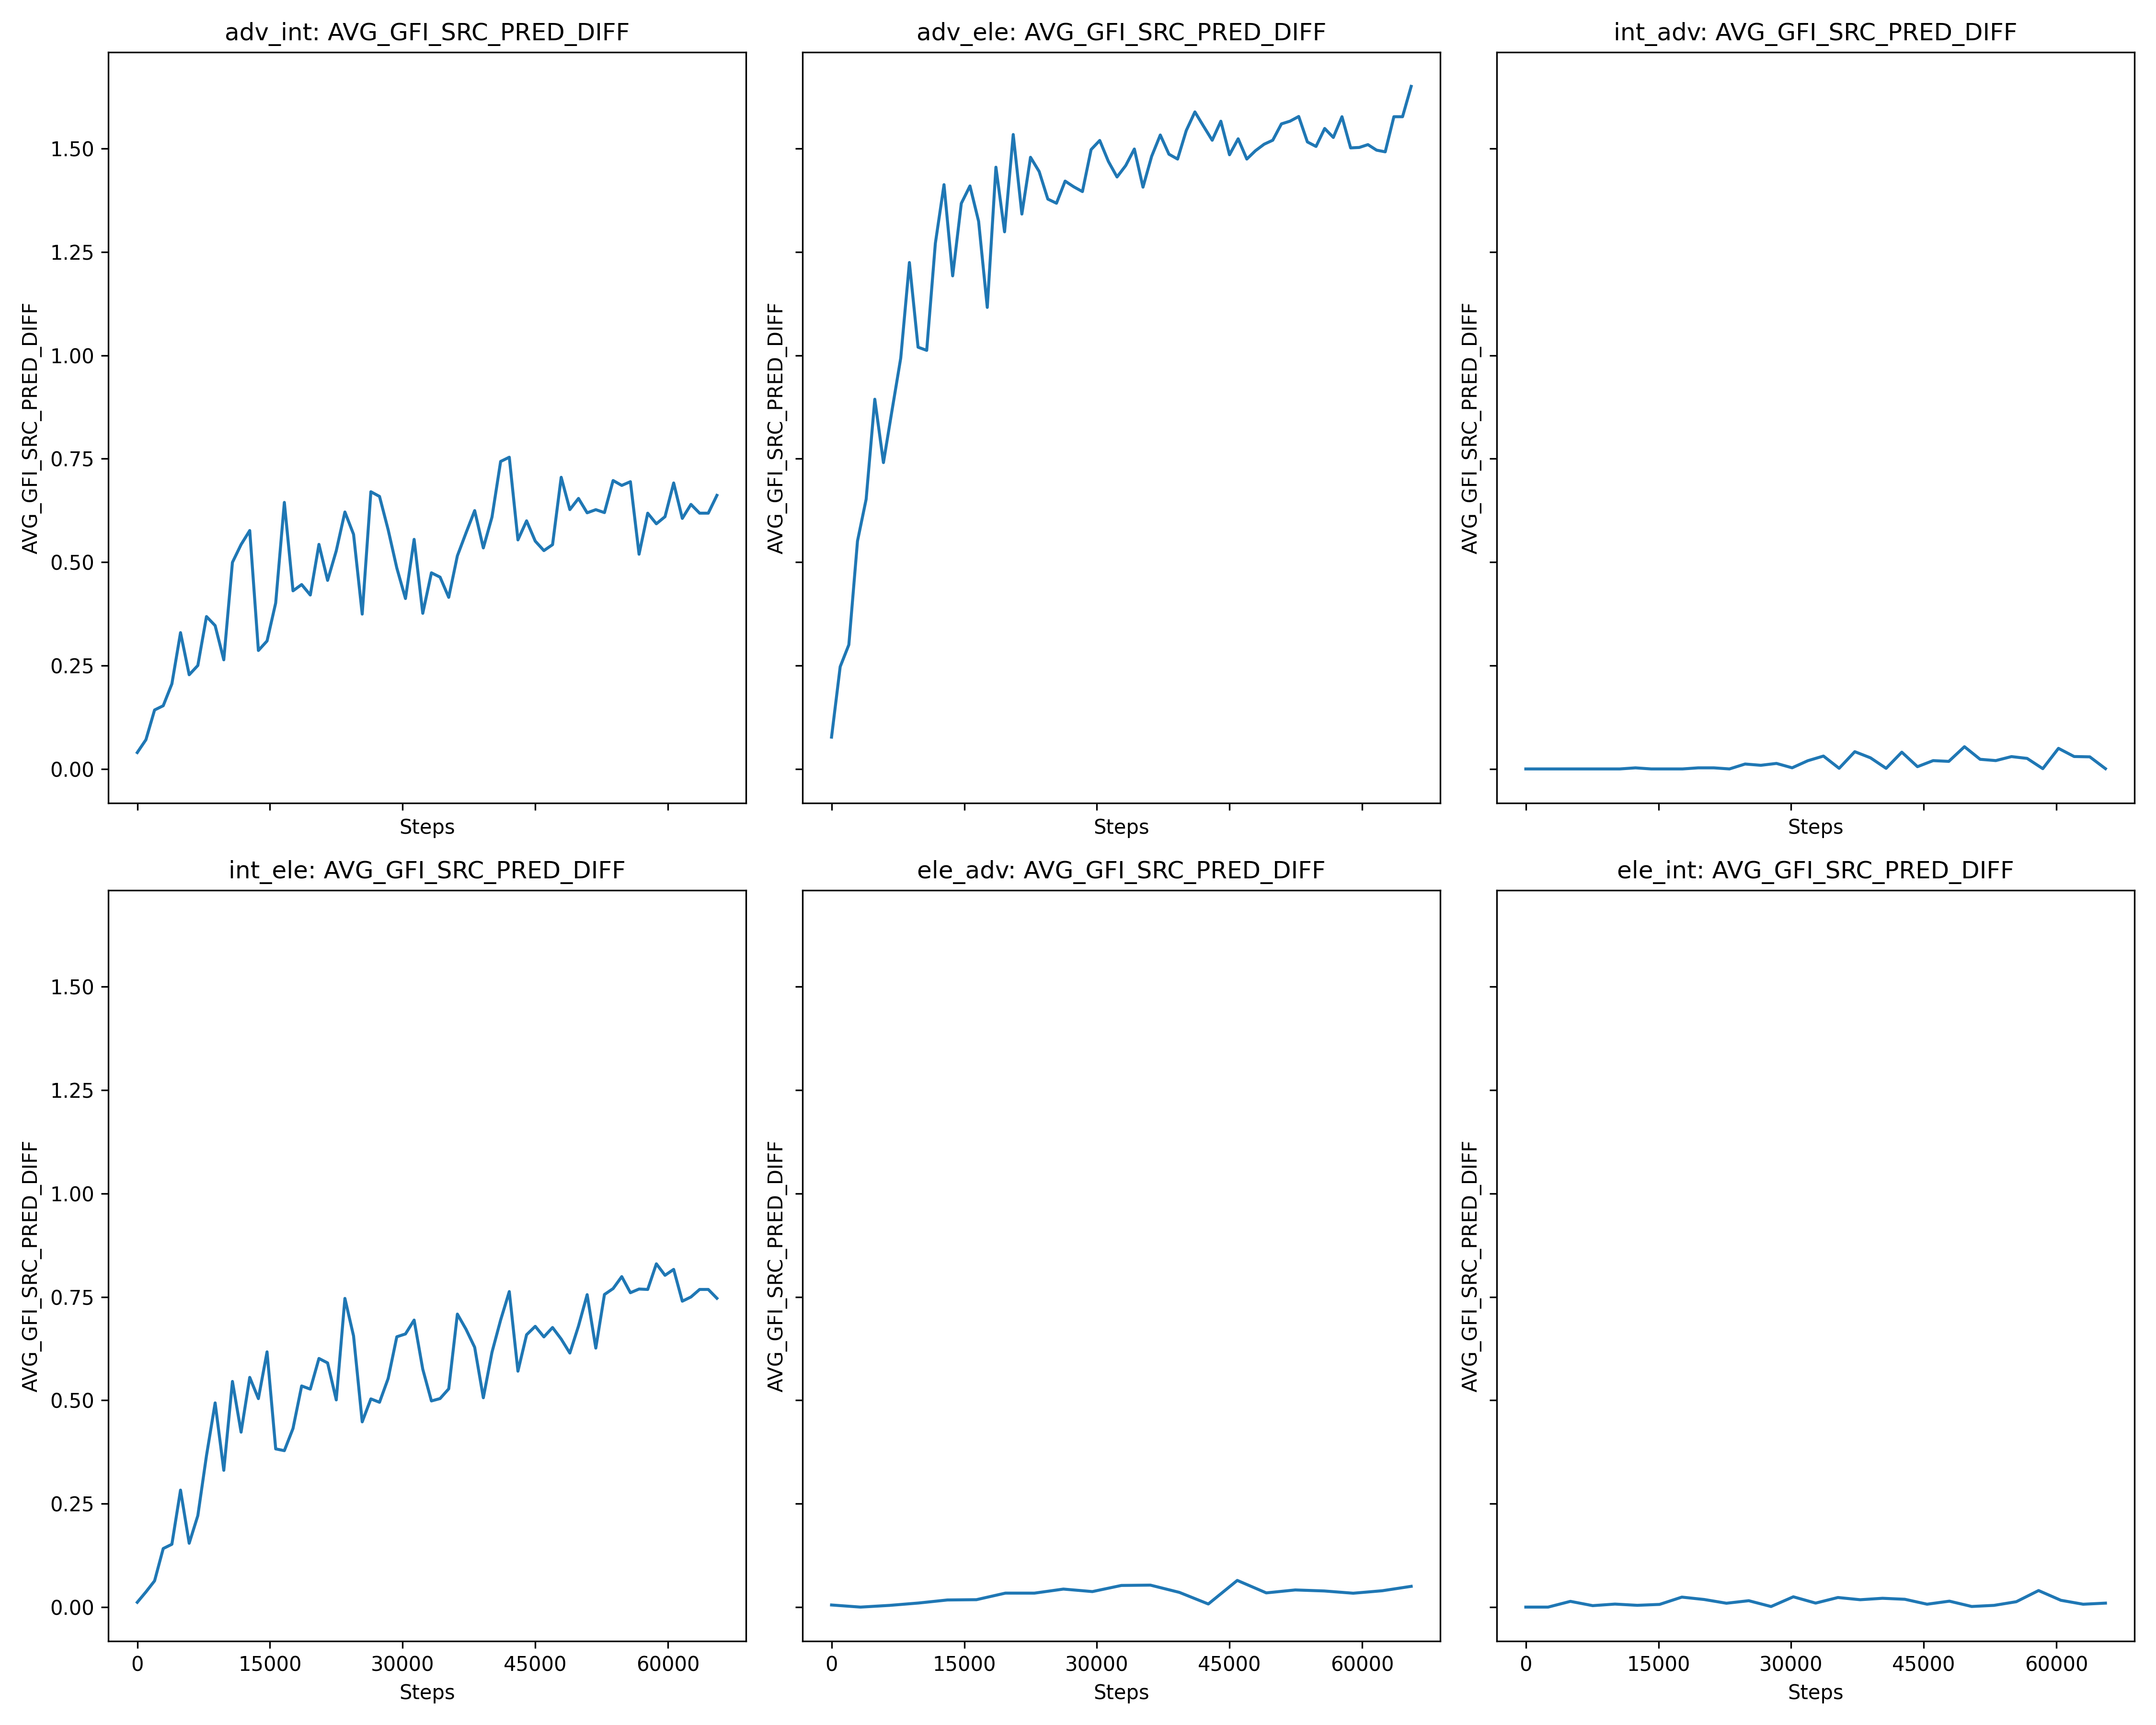 adv_int: AVG_GFI_SRC_PRED_DIFF
adv_ele: AVG_GFI_SRC_PRED_DIFF
int_adv: AVG_GFI_SRC_PRED_DIFF
AVG_GFI_SRC_PRED_DIFF
1.50
1.25
1.00
0.75
0.50
0.25
0.00
AVG_GFI_SRC_PRED_DIFF
AVG_GFI_SRC_PRED_DIFF
Steps
Steps
Steps
int_ele: AVG_GFI_SRC_PRED_DIFF
ele_adv: AVG_GFI_SRC_PRED_DIFF
ele_int: AVG_GFI_SRC_PRED_DIFF
AVG_GFI_SRC_PRED_DIFF
1.50
1.25
1.00
0.75
0.50
0.25
0.00
AVG_GFI_SRC_PRED_DIFF
AVG_GFI_SRC_PRED_DIFF
0 15000 30000 45000 60000
0 15000 30000 45000 60000
0 15000 30000 45000 60000
Steps
Steps
Steps